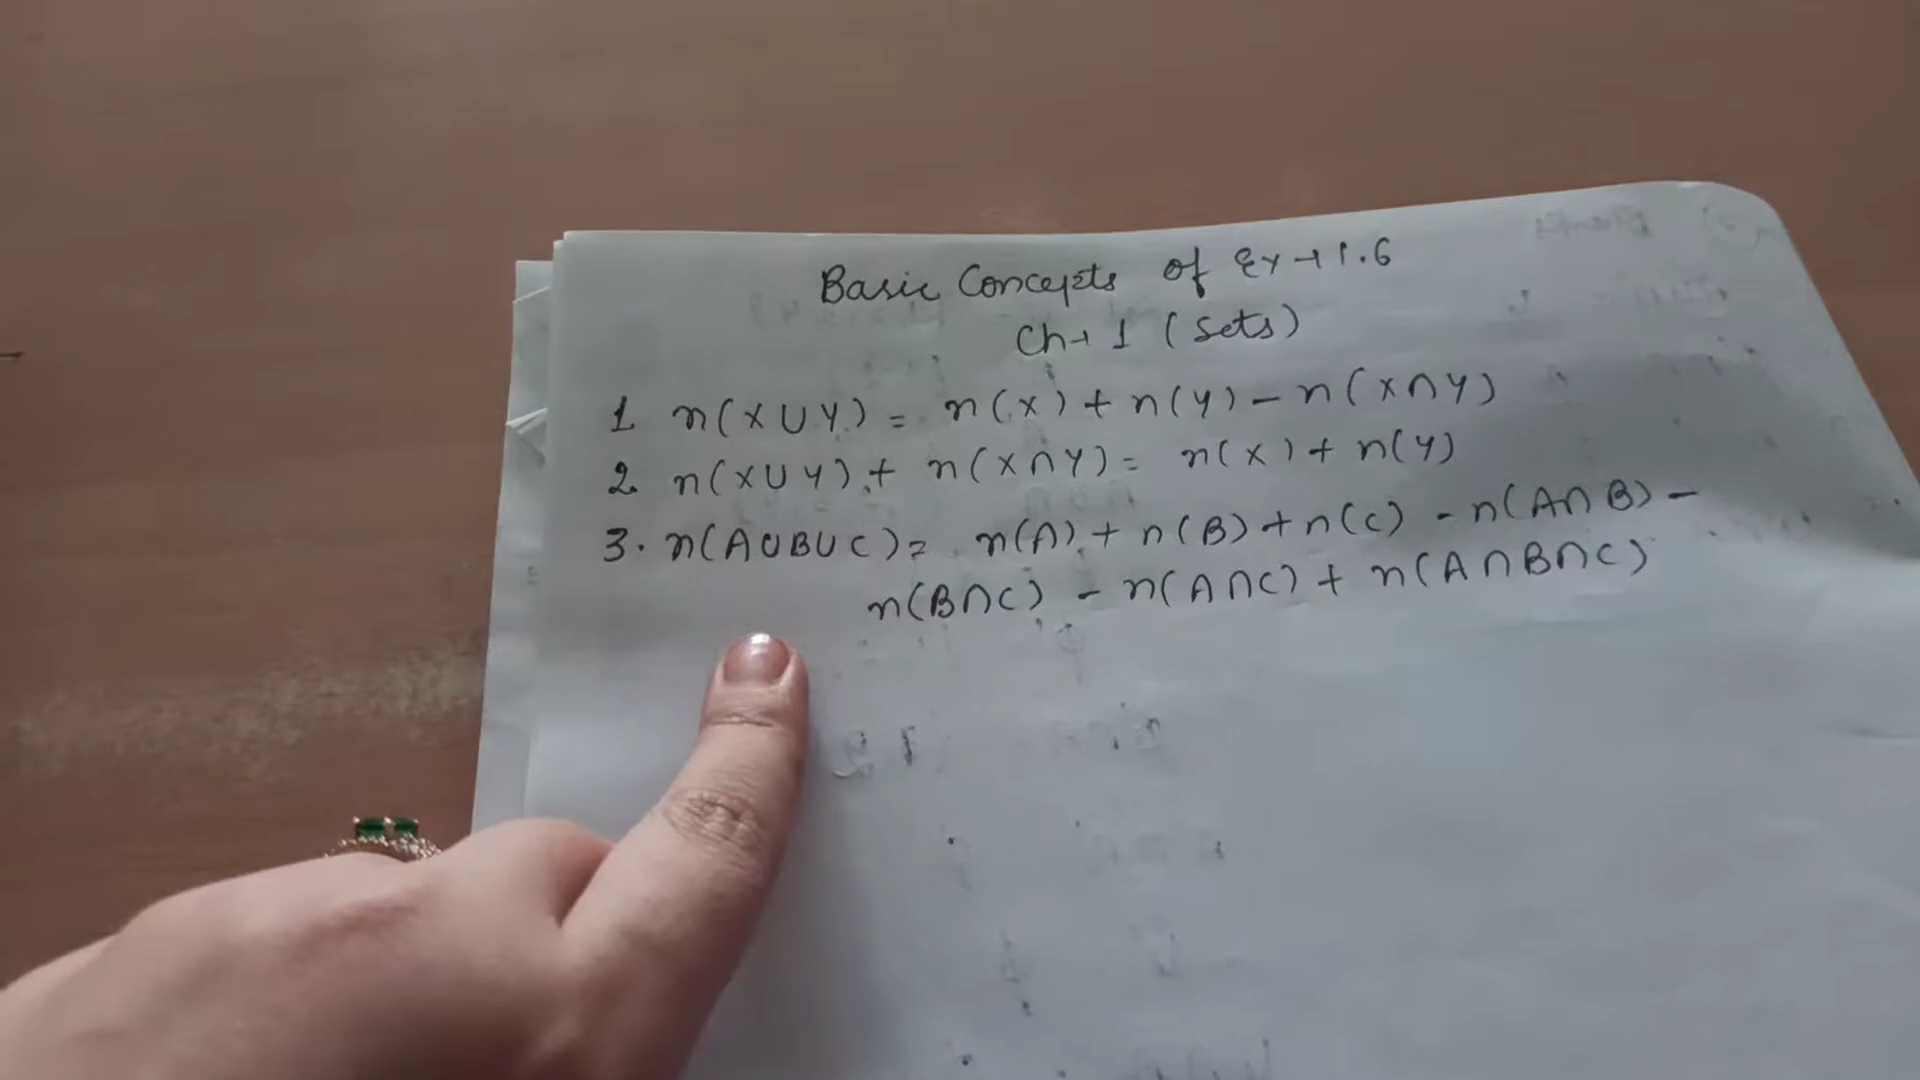 Basic Concepts of Ex → 1.6
Ch → 1 (Sets)
1. n(X∪Y) = n(X) + n(Y) - n(X∩Y)
2. n(X∪Y) + n(X∩Y) = n(X) + n(Y)
3. n(A∪B∪C) = n(A) + n(B) + n(C) - n(A∩B) -
n(B∩C) - n(A∩C) + n(A∩B∩C)